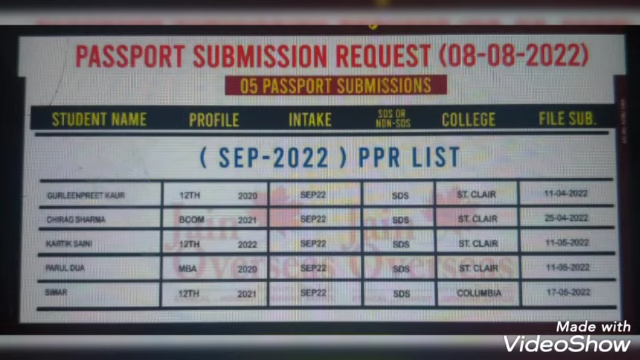 PASSPORT SUBMISSION REQUEST (08-08-2022)
05 PASSPORT SUBMISSIONS
STUDENT NAME PROFILE INTAKE SDS OR NON-SDS COLLEGE FILE SUB.
( SEP-2022 ) PPR LIST
GURLEENPREET KAUR 12TH 2020 SEP22 SDS ST. CLAIR 11-04-2022
CHIRAG SHARMA BCOM 2021 SEP22 SDS ST. CLAIR 25-04-2022
KARTIK SAINI 12TH 2022 SEP22 SDS ST. CLAIR 11-05-2022
PARUL DUA MBA 2020 SEP22 SDS ST. CLAIR 11-05-2022
SIMAR 12TH 2021 SEP22 SDS COLUMBIA 17-05-2022
Jain Jain
Overseas Overseas
Made with
VideoShow